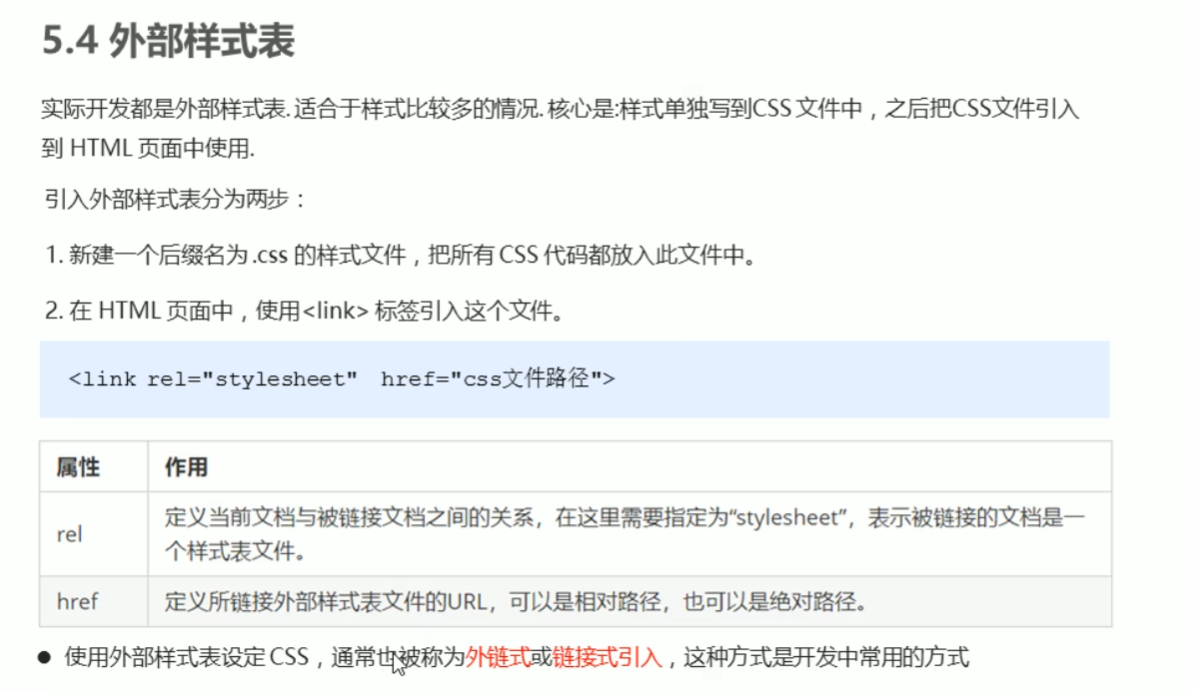 5.4 外部样式表
实际开发都是外部样式表.适合于样式比较多的情况.核心是:样式单独写到CSS 文件中，之后把CSS文件引入
到 HTML 页面中使用.
引入外部样式表分为两步：
1. 新建一个后缀名为 .css 的样式文件，把所有 CSS 代码都放入此文件中。
2. 在 HTML 页面中，使用<link> 标签引入这个文件。
<link rel="stylesheet" href="css文件路径">
属性 作用
rel 定义当前文档与被链接文档之间的关系，在这里需要指定为“stylesheet”，表示被链接的文档是一
个样式表文件。
href 定义所链接外部样式表文件的URL，可以是相对路径，也可以是绝对路径。
● 使用外部样式表设定 CSS，通常也被称为外链式或链接式引入，这种方式是开发中常用的方式